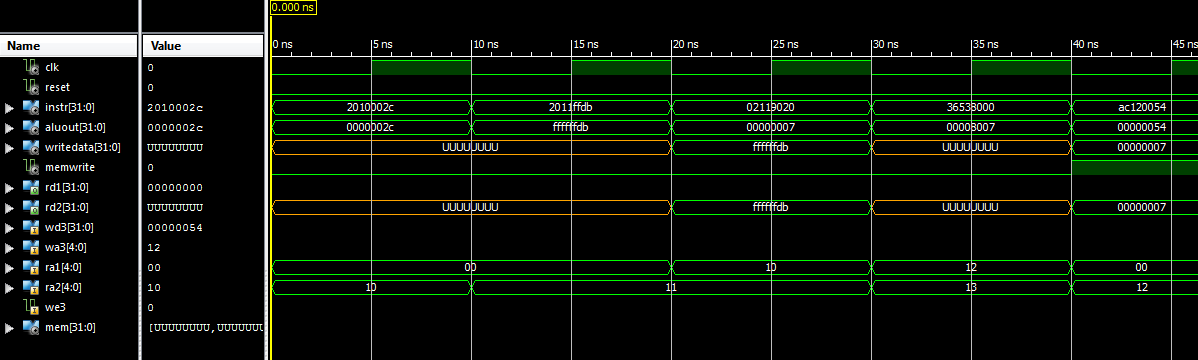 0.000 ns
Name Value 0 ns 5 ns 10 ns 15 ns 20 ns 25 ns 30 ns 35 ns 40 ns 45 ns
clk 0
reset 0
instr[31:0] 2010002c 2010002c 2011ffdb 02119020 36538000 ac120054
aluout[31:0] 0000002c 0000002c ffffffdb 00000007 00008007 00000054
writedata[31:0] UUUUUUUU UUUUUUUU ffffffdb UUUUUUUU 00000007
memwrite 0
rd1[31:0] 00000000
rd2[31:0] UUUUUUUU UUUUUUUU ffffffdb UUUUUUUU 00000007
wd3[31:0] 00000054
wa3[4:0] 12
ra1[4:0] 00 00 10 12 00
ra2[4:0] 10 10 11 13 12
we3 0
mem[31:0] [UUUUUUUU,UUUUUUU